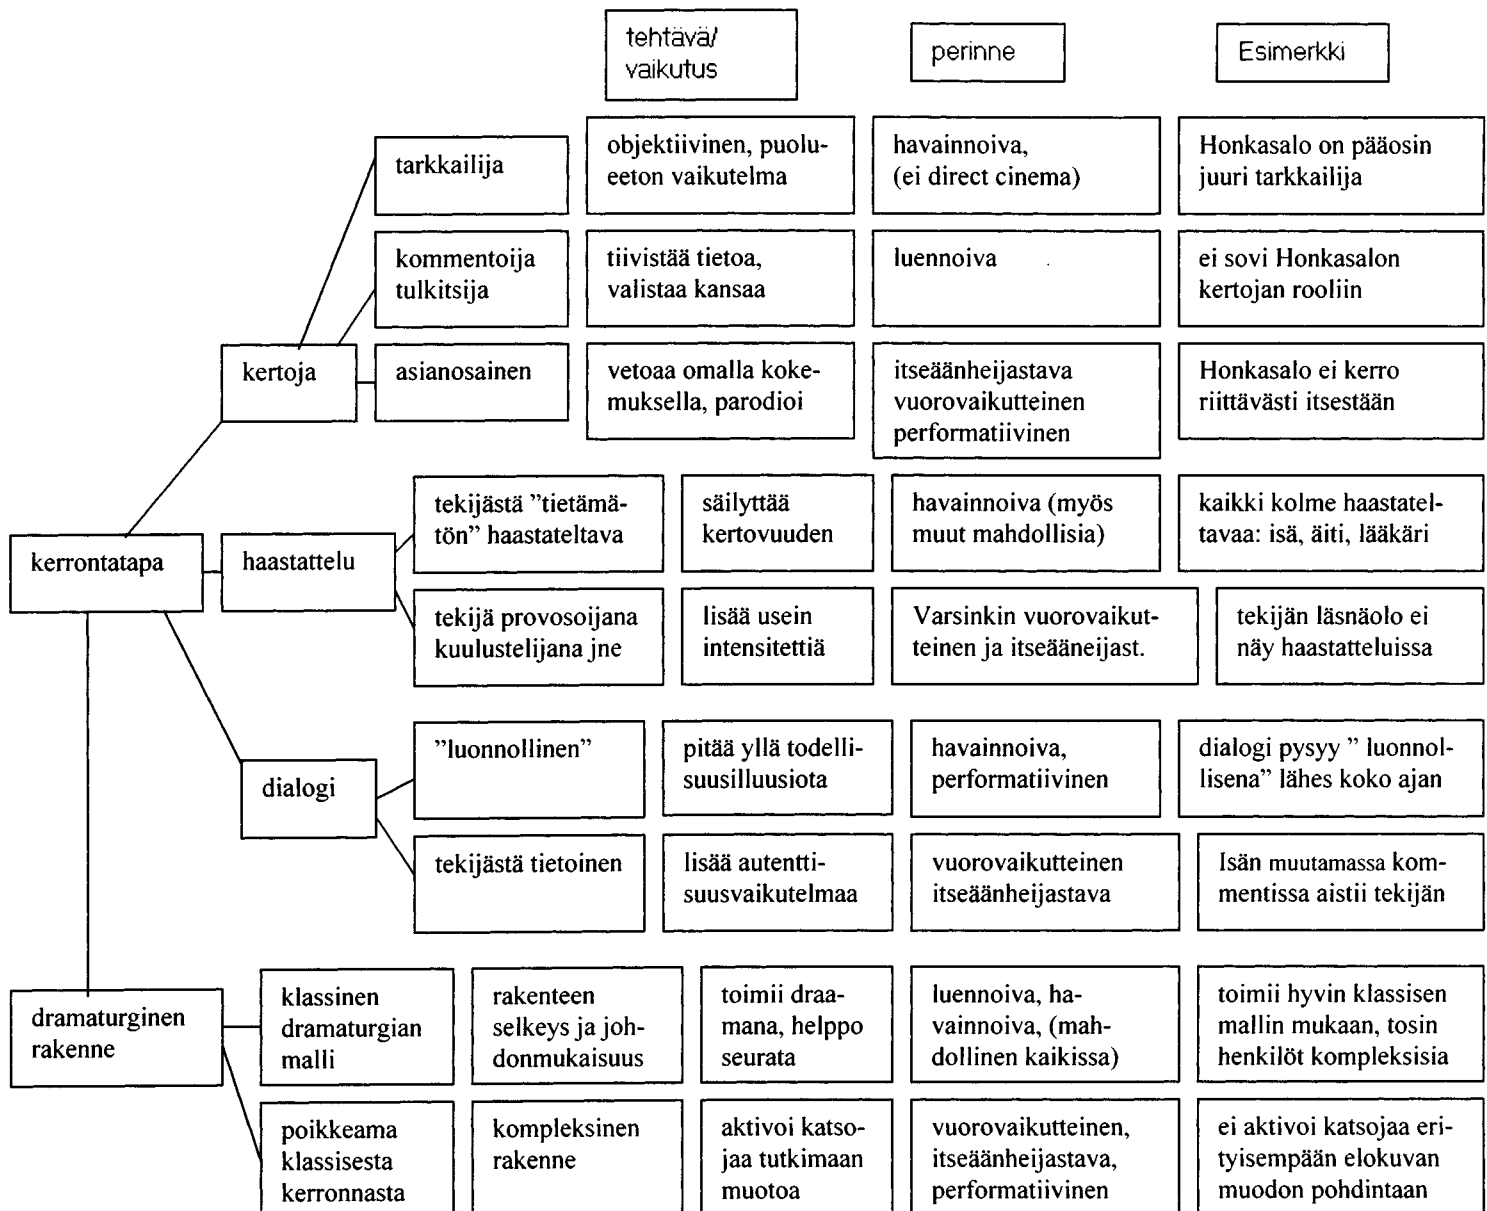 tehtävä/
vaikutus
perinne
Esimerkki
tarkkailija
objektiivinen, puolu-
eeton vaikutelma
havainnoiva,
(ei direct cinema)
Honkasalo on pääosin
juuri tarkkailija
kommentoija
tulkitsija
tiivistää tietoa,
valistaa kansaa
luennoiva
ei sovi Honkasalon
kertojan rooliin
kertoja
asianosainen
vetoaa omalla koke-
muksella, parodioi
itseäänheijastava
vuorovaikutteinen
performatiivinen
Honkasalo ei kerro
riittävästi itsestään
kerrontatapa
haastattelu
tekijästä ”tietämä-
tön” haastateltava
säilyttää
kertovuuden
havainnoiva (myös
muut mahdollisia)
kaikki kolme haastatel-
tavaa: isä, äiti, lääkäri
tekijä provosoijana
kuulustelijana jne
lisää usein
intensitettiä
Varsinkin vuorovaikut-
teinen ja itseääneijast.
tekijän läsnäolo ei
näy haastatteluissa
dialogi
”luonnollinen”
pitää yllä todelli-
suusilluusiota
havainnoiva,
performatiivinen
dialogi pysyy ” luonnol-
lisena” lähes koko ajan
tekijästä tietoinen
lisää autentti-
suusvaikutelmaa
vuorovaikutteinen
itseäänheijastava
Isän muutamassa kom-
mentissa aistii tekijän
dramaturginen
rakenne
klassinen
dramaturgian
malli
rakenteen
selkeys ja joh-
donmukaisuus
toimii draa-
mana, helppo
seurata
luennoiva, ha-
vainnoiva, (mah-
dollinen kaikissa)
toimii hyvin klassisen
mallin mukaan, tosin
henkilöt kompleksisia
poikkeama
klassisesta
kerronnasta
kompleksinen
rakenne
aktivoi katso-
jaa tutkimaan
muotoa
vuorovaikutteinen,
itseäänheijastava,
performatiivinen
ei aktivoi katsojaa eri-
tyisempään elokuvan
muodon pohdintaan